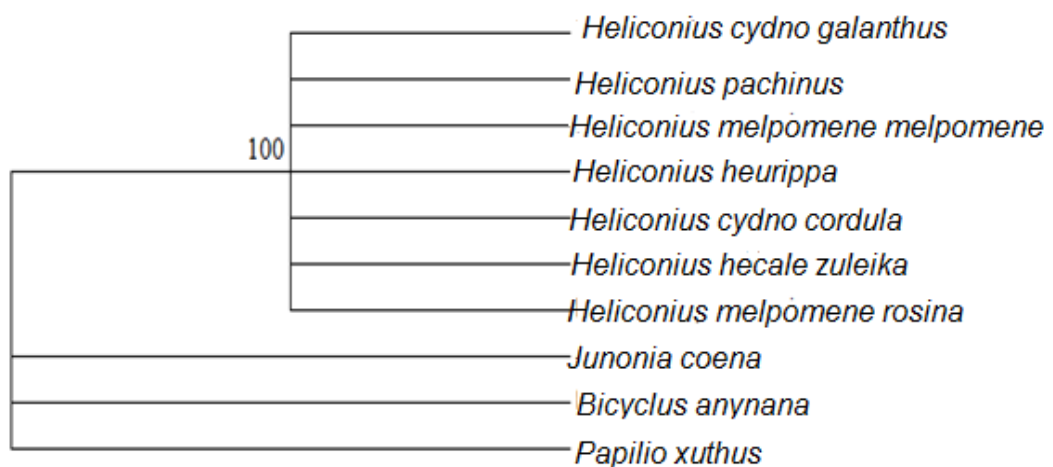 Heliconius cydno galanthus
Heliconius pachinus
Heliconius melpomene melpomene
100
Heliconius heurippa
Heliconius cydno cordula
Heliconius hecale zuleika
Heliconius melpomene rosina
Junonia coena
Bicyclus anynana
Papilio xuthus